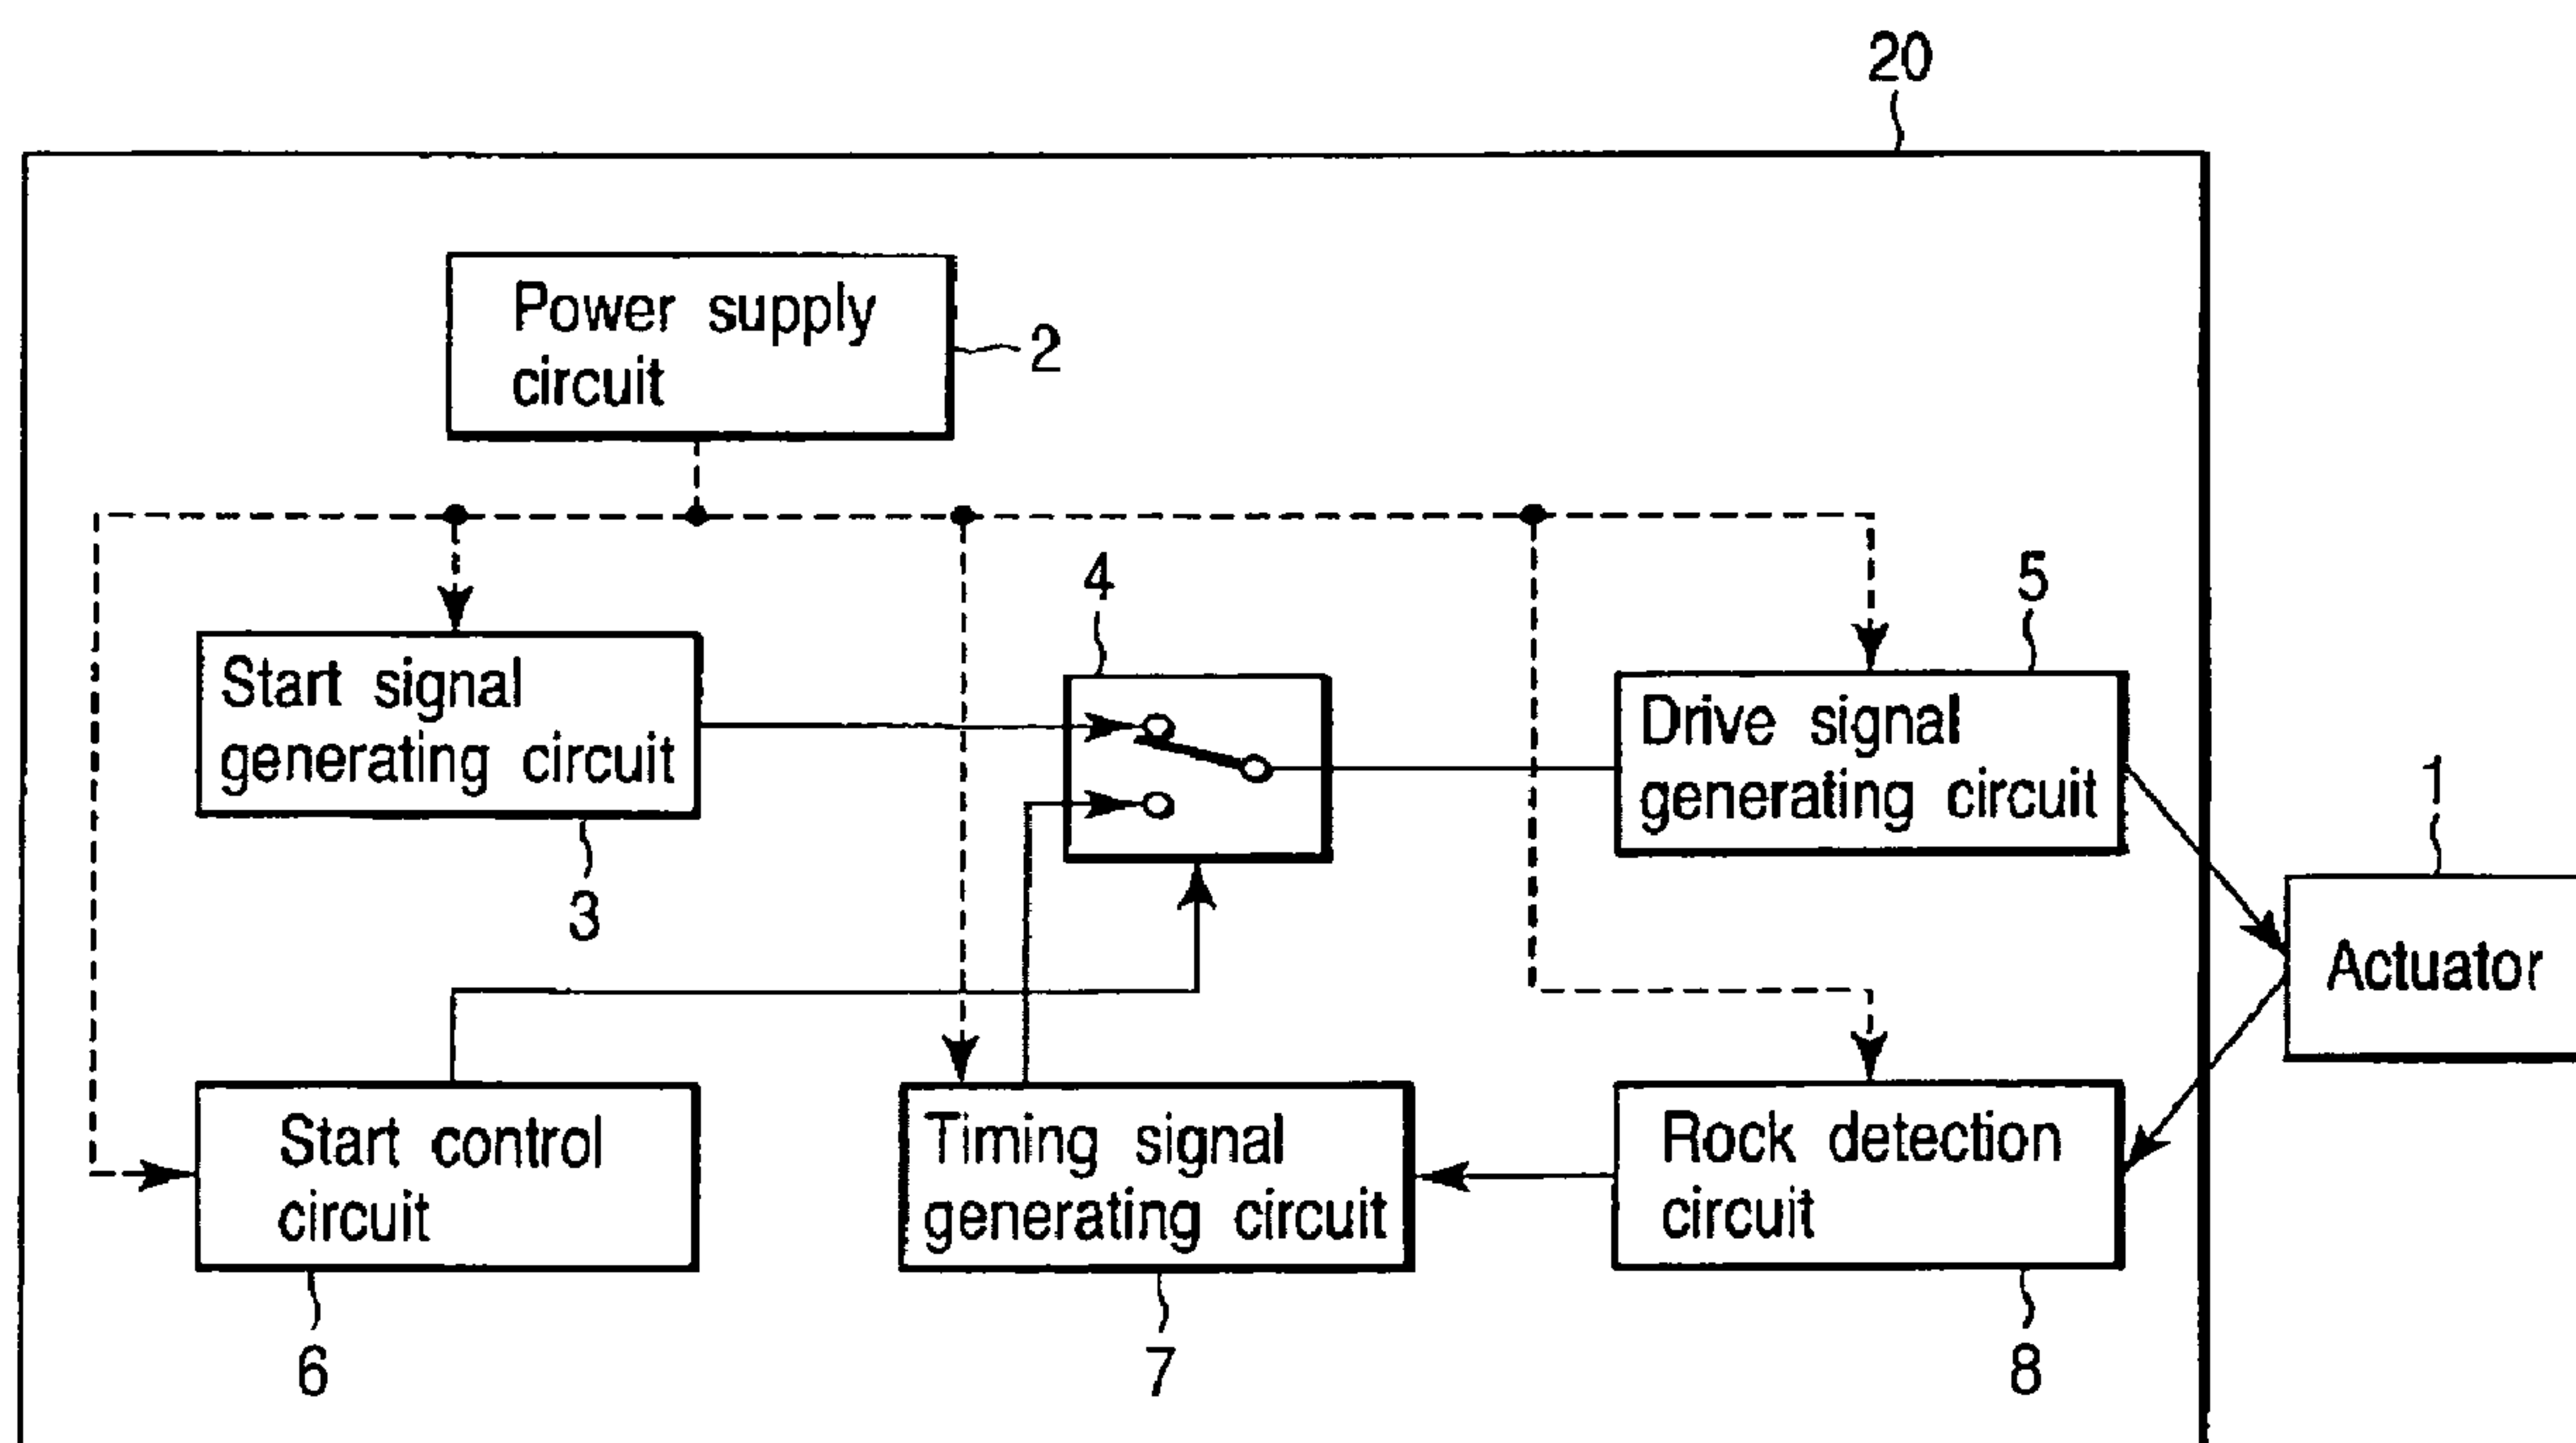 20
Power supply
circuit
2
4
5
Start signal
generating circuit
3
Drive signal
generating circuit
1
Actuator
Start control
circuit
6
Timing signal
generating circuit
7
Rock detection
circuit
8